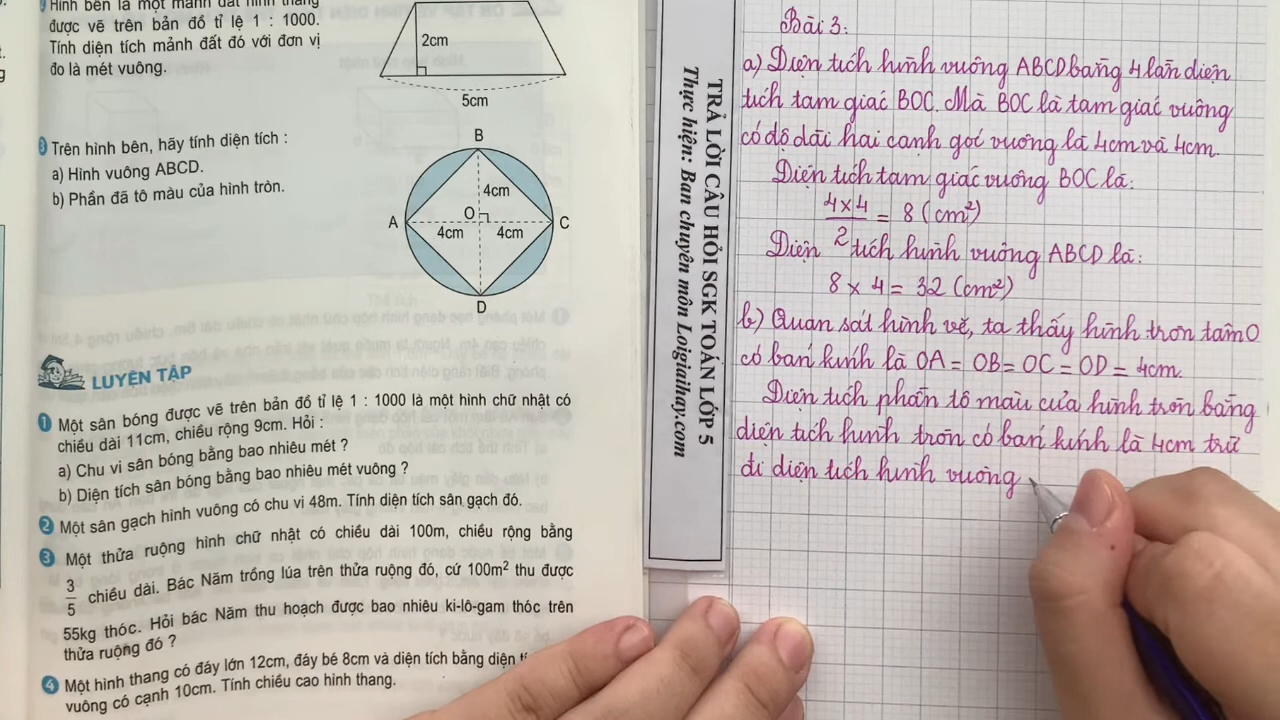 Hình bên là một mảnh đất hình thang
được vẽ trên bản đồ tỉ lệ 1 : 1000.
Tính diện tích mảnh đất đó với đơn vị
đo là mét vuông.
2cm
5cm
3 Trên hình bên, hãy tính diện tích :
a) Hình vuông ABCD.
b) Phần đã tô màu của hình tròn.
B
4cm
A O C
4cm 4cm
D
LUYỆN TẬP
1 Một sân bóng được vẽ trên bản đồ tỉ lệ 1 : 1000 là một hình chữ nhật có
chiều dài 11cm, chiều rộng 9cm. Hỏi :
a) Chu vi sân bóng bằng bao nhiêu mét ?
b) Diện tích sân bóng bằng bao nhiêu mét vuông ?
2 Một sân gạch hình vuông có chu vi 48m. Tính diện tích sân gạch đó.
3 Một thửa ruộng hình chữ nhật có chiều dài 100m, chiều rộng bằng
3/5 chiều dài. Bác Năm trồng lúa trên thửa ruộng đó, cứ 100m² thu được
55kg thóc. Hỏi bác Năm thu hoạch được bao nhiêu ki-lô-gam thóc trên
thửa ruộng đó ?
4 Một hình thang có đáy lớn 12cm, đáy bé 8cm và diện tích bằng diện
vuông có cạnh 10cm. Tính chiều cao hình thang.
TRẢ LỜI CÂU HỎI SGK TOÁN LỚP 5
Thực hiện: Ban chuyên môn Loigiaihay.com
Bài 3:
a) Diện tích hình vuông ABCD bằng 4 lần diện
tích tam giác BOC. Mà BOC là tam giác vuông
có độ dài hai cạnh góc vuông là 4cm và 4cm.
Diện tích tam giác vuông BOC là:
4 x 4 / 2 = 8 (cm²)
Diện tích hình vuông ABCD là:
8 x 4 = 32 (cm²)
b) Quan sát hình vẽ, ta thấy hình tròn tâm O
có bán kính là OA = OB = OC = OD = 4cm.
Diện tích phần tô màu của hình tròn bằng
diện tích hình tròn có bán kính là 4cm trừ
đi diện tích hình vuông